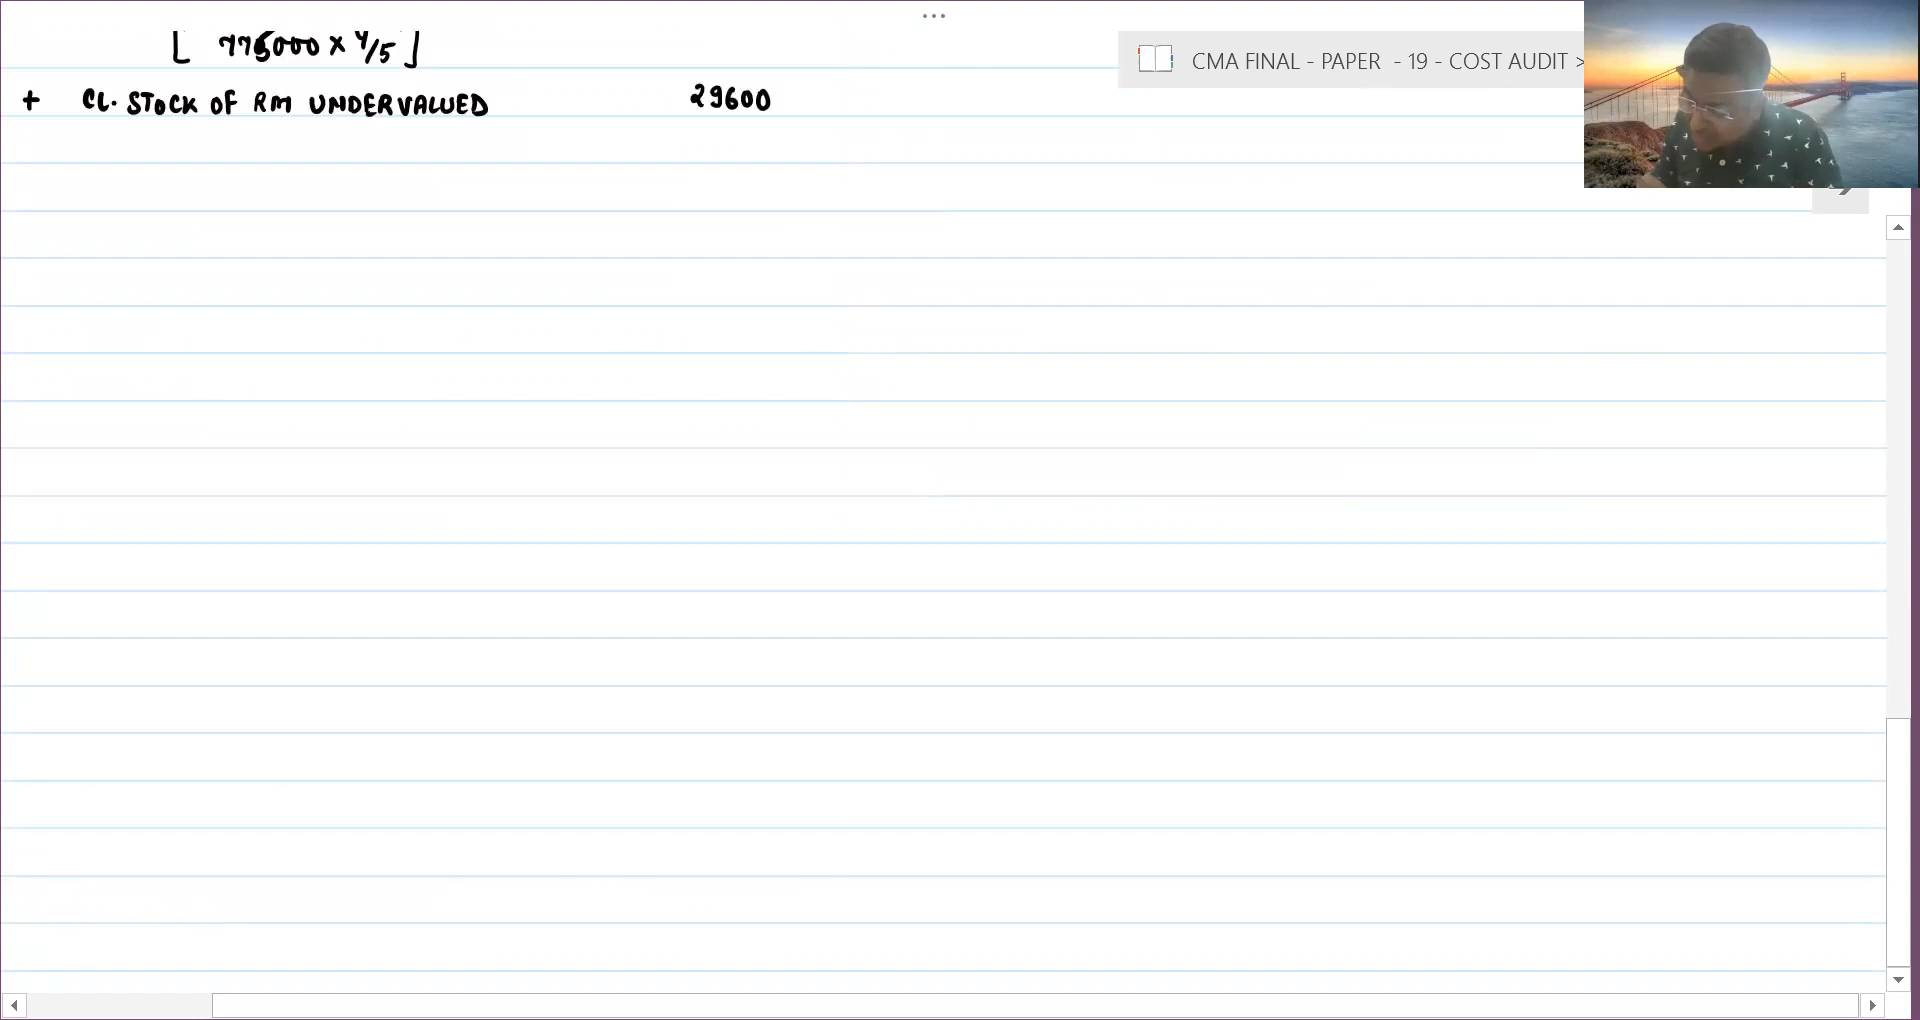 [ 775000 x 4/5 ]
CMA FINAL - PAPER - 19 - COST AUDIT >
+ CL. STOCK OF RM UNDERVALUED 29600